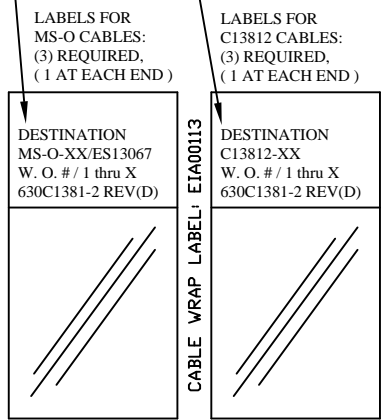 LABELS FOR
MS-O CABLES:
(3) REQUIRED,
( 1 AT EACH END )
DESTINATION
MS-O-XX/ES13067
W. O. # / 1 thru X
630C1381-2 REV(D)
CABLE WRAP LABEL: EIA00113
LABELS FOR
C13812 CABLES:
(3) REQUIRED,
( 1 AT EACH END )
DESTINATION
C13812-XX
W. O. # / 1 thru X
630C1381-2 REV(D)